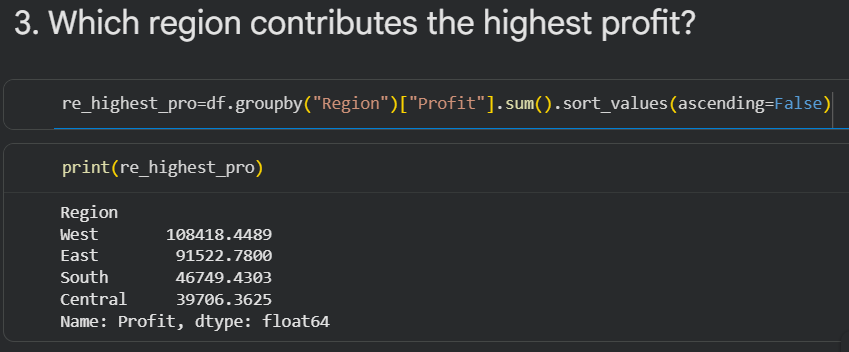 3. Which region contributes the highest profit?
re_highest_pro=df.groupby("Region")["Profit"].sum().sort_values(ascending=False)
print(re_highest_pro)
Region
West       108418.4489
East        91522.7800
South       46749.4303
Central     39706.3625
Name: Profit, dtype: float64